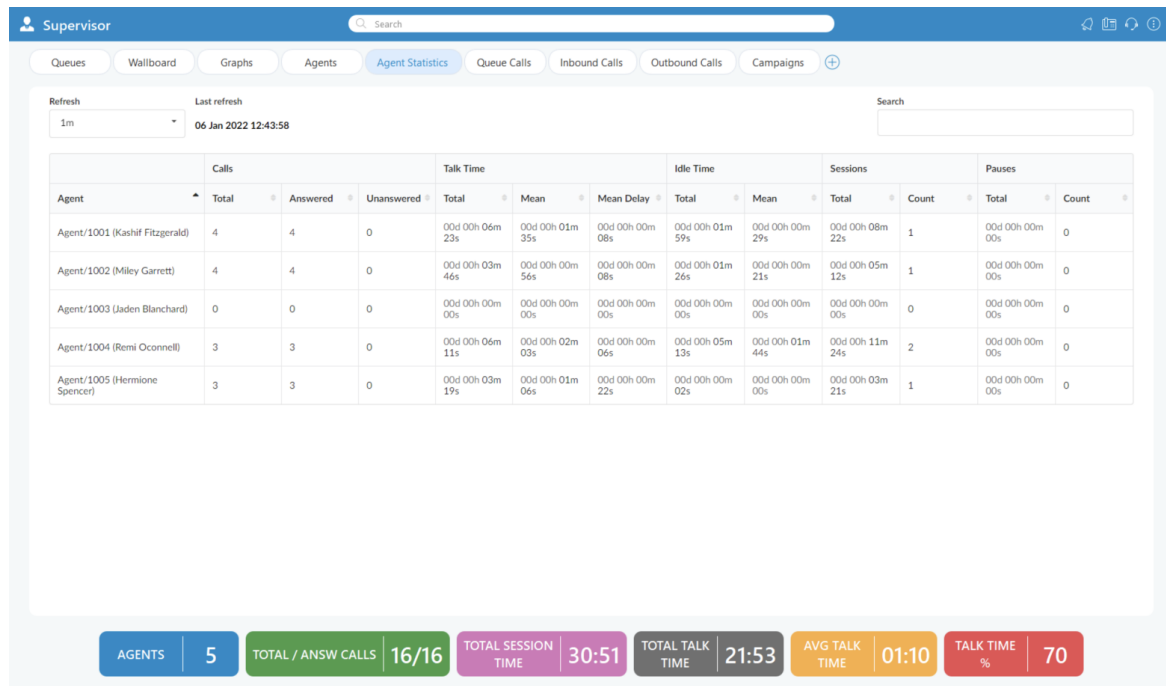 Supervisor
Search
Queues Wallboard Graphs Agents Agent Statistics Queue Calls Inbound Calls Outbound Calls Campaigns
Refresh Last refresh Search
1m 06 Jan 2022 12:43:58
Calls Talk Time Idle Time Sessions Pauses
Agent Total Answered Unanswered Total Mean Mean Delay Total Mean Total Count Total Count
Agent/1001 (Kashif Fitzgerald) 4 4 0 00d 00h 06m 23s 00d 00h 01m 35s 00d 00h 00m 08s 00d 00h 01m 59s 00d 00h 00m 29s 00d 00h 08m 22s 1 00d 00h 00m 00s 0
Agent/1002 (Miley Garrett) 4 4 0 00d 00h 03m 46s 00d 00h 00m 56s 00d 00h 00m 08s 00d 00h 01m 26s 00d 00h 00m 21s 00d 00h 05m 12s 1 00d 00h 00m 00s 0
Agent/1003 (Jaden Blanchard) 0 0 0 00d 00h 00m 00s 00d 00h 00m 00s 00d 00h 00m 00s 00d 00h 00m 00s 00d 00h 00m 00s 00d 00h 00m 00s 0 00d 00h 00m 00s 0
Agent/1004 (Remi Oconnell) 3 3 0 00d 00h 06m 11s 00d 00h 02m 03s 00d 00h 00m 06s 00d 00h 05m 13s 00d 00h 01m 44s 00d 00h 11m 24s 2 00d 00h 00m 00s 0
Agent/1005 (Hermione Spencer) 3 3 0 00d 00h 03m 19s 00d 00h 01m 06s 00d 00h 00m 22s 00d 00h 00m 02s 00d 00h 00m 00s 00d 00h 03m 21s 1 00d 00h 00m 00s 0
AGENTS 5
TOTAL / ANSW CALLS 16/16
TOTAL SESSION TIME 30:51
TOTAL TALK TIME 21:53
AVG TALK TIME 01:10
TALK TIME % 70